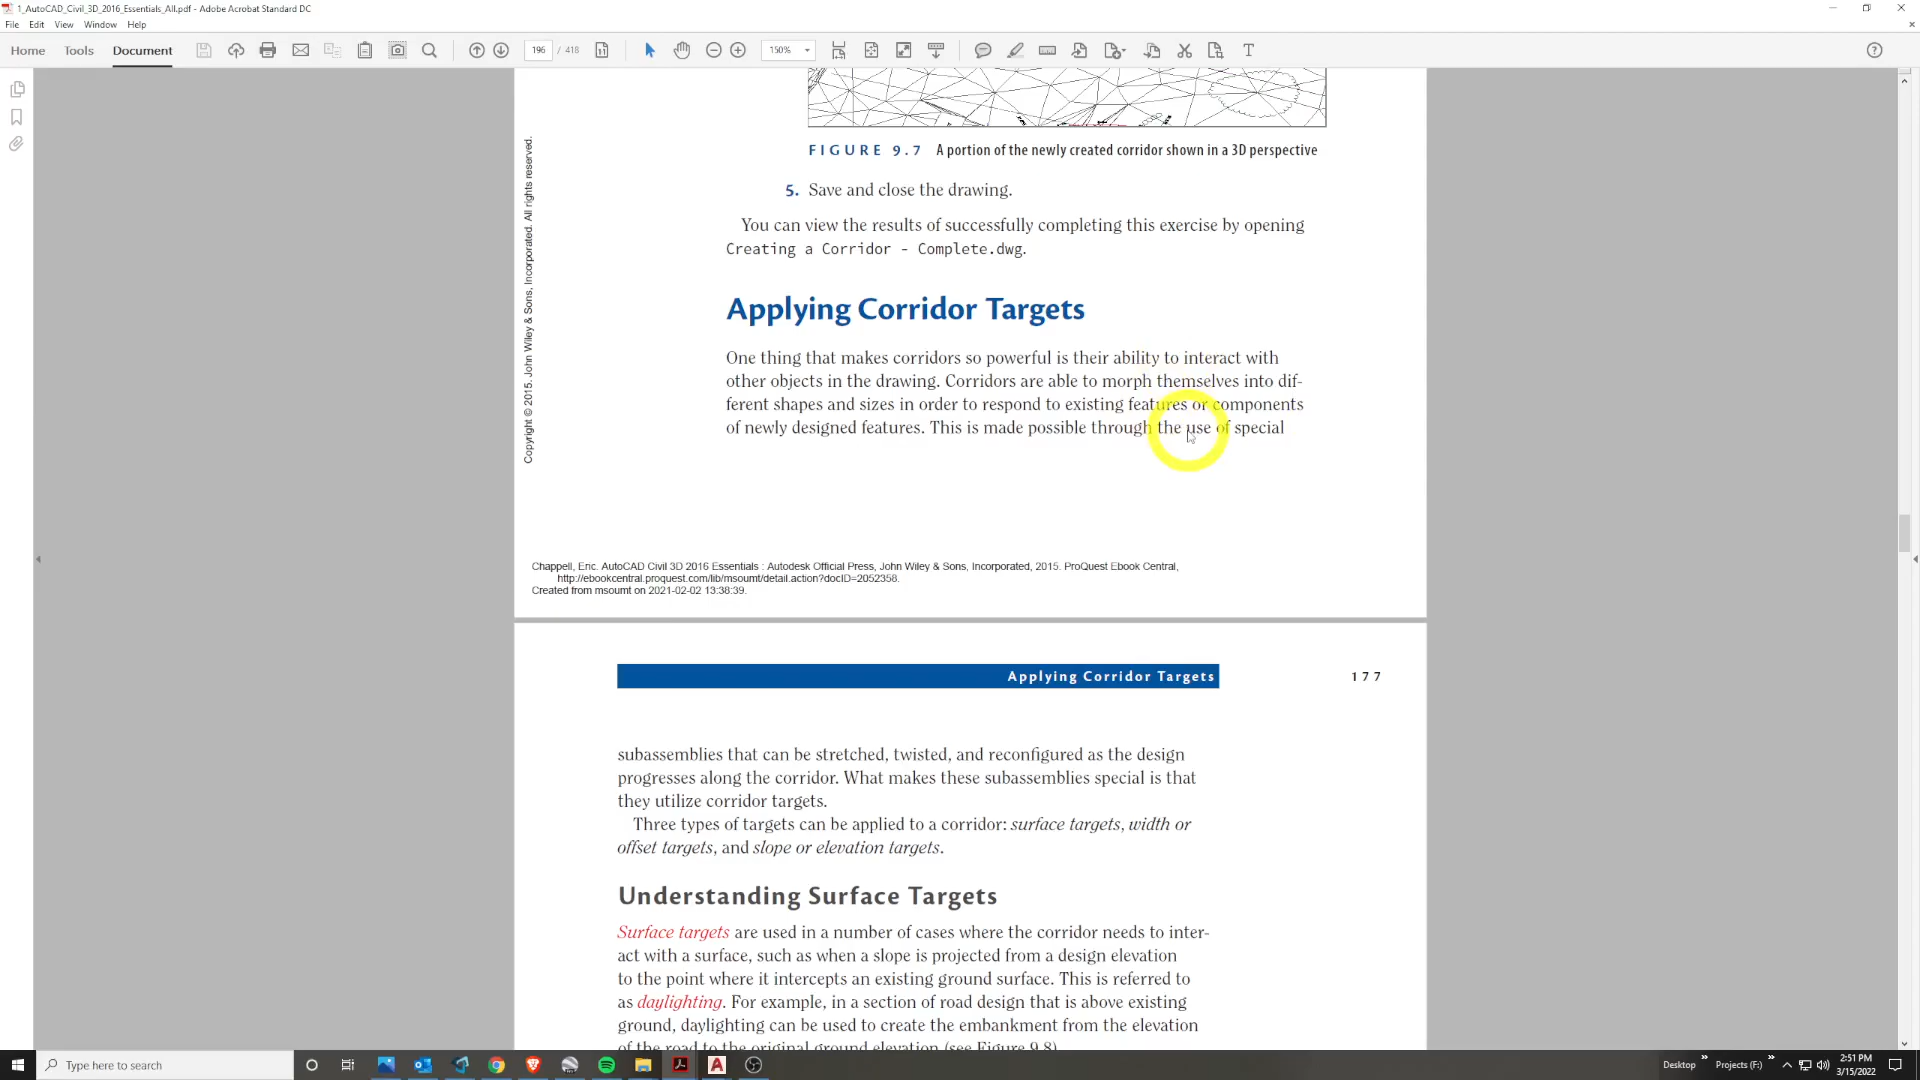 1_AutoCAD_Civil_3D_2016_Essentials_All.pdf - Adobe Acrobat Standard DC
File Edit View Window Help
Home Tools Document 196 / 418 150%
FIGURE 9.7 A portion of the newly created corridor shown in a 3D perspective
5. Save and close the drawing.
You can view the results of successfully completing this exercise by opening
Creating a Corridor - Complete.dwg.
Applying Corridor Targets
One thing that makes corridors so powerful is their ability to interact with
other objects in the drawing. Corridors are able to morph themselves into dif-
ferent shapes and sizes in order to respond to existing features or components
of newly designed features. This is made possible through the use of special
Copyright © 2015. John Wiley & Sons, Incorporated. All rights reserved.
Chappell, Eric. AutoCAD Civil 3D 2016 Essentials : Autodesk Official Press, John Wiley & Sons, Incorporated, 2015. ProQuest Ebook Central,
http://ebookcentral.proquest.com/lib/msoumt/detail.action?docID=2052358.
Created from msoumt on 2021-02-02 13:38:39.
Applying Corridor Targets 177
subassemblies that can be stretched, twisted, and reconfigured as the design
progresses along the corridor. What makes these subassemblies special is that
they utilize corridor targets.
Three types of targets can be applied to a corridor: surface targets, width or
offset targets, and slope or elevation targets.
Understanding Surface Targets
Surface targets are used in a number of cases where the corridor needs to inter-
act with a surface, such as when a slope is projected from a design elevation
to the point where it intercepts an existing ground surface. This is referred to
as daylighting. For example, in a section of road design that is above existing
ground, daylighting can be used to create the embankment from the elevation
of the road to the original ground elevation (see Figure 9.8)
Type here to search
Desktop Projects (F:) 2:51 PM
3/15/2022